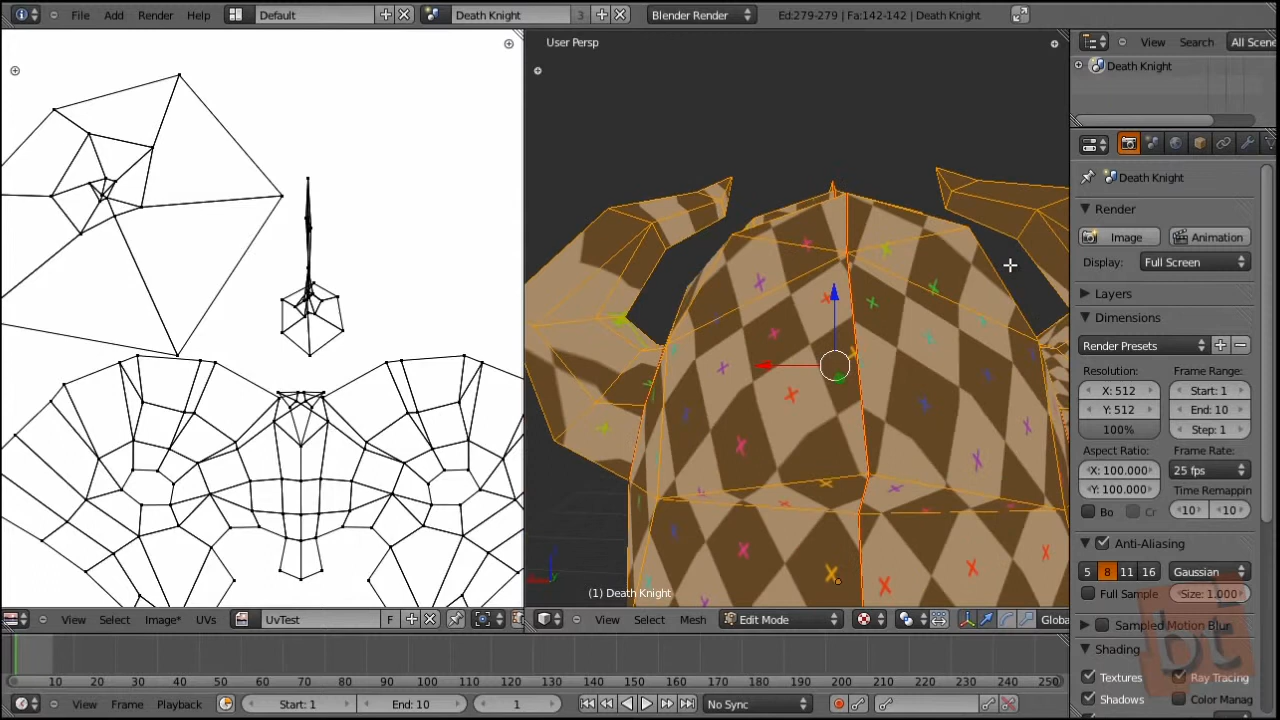 File Add Render Help Default Death Knight 3 Blender Render Ed:279-279 | Fa:142-142 | Death Knight
User Persp
View Search All Scene
Death Knight
Death Knight
Render
Image Animation
Display: Full Screen
Layers
Dimensions
Render Presets
Resolution: Frame Range:
X: 512 Start: 1
Y: 512 End: 10
100% Step: 1
Aspect Ratio: Frame Rate:
X: 100.000 25 fps
Y: 100.000 Time Remappin
Bo Cr 10 10
Anti-Aliasing
5 8 11 16 Gaussian
Full Sample Size: 1.000
(1) Death Knight
View Select Image* UVs UvTest F View Select Mesh Edit Mode Globa
Sampled Motion Blur
bt
Shading
Textures Ray Tracing
Shadows Color Manag
10 20 30 40 50 60 70 80 90 100 110 120 130 140 150 160 170 180 190 200 210 220 230 240 250
View Frame Playback Start: 1 End: 10 1 No Sync